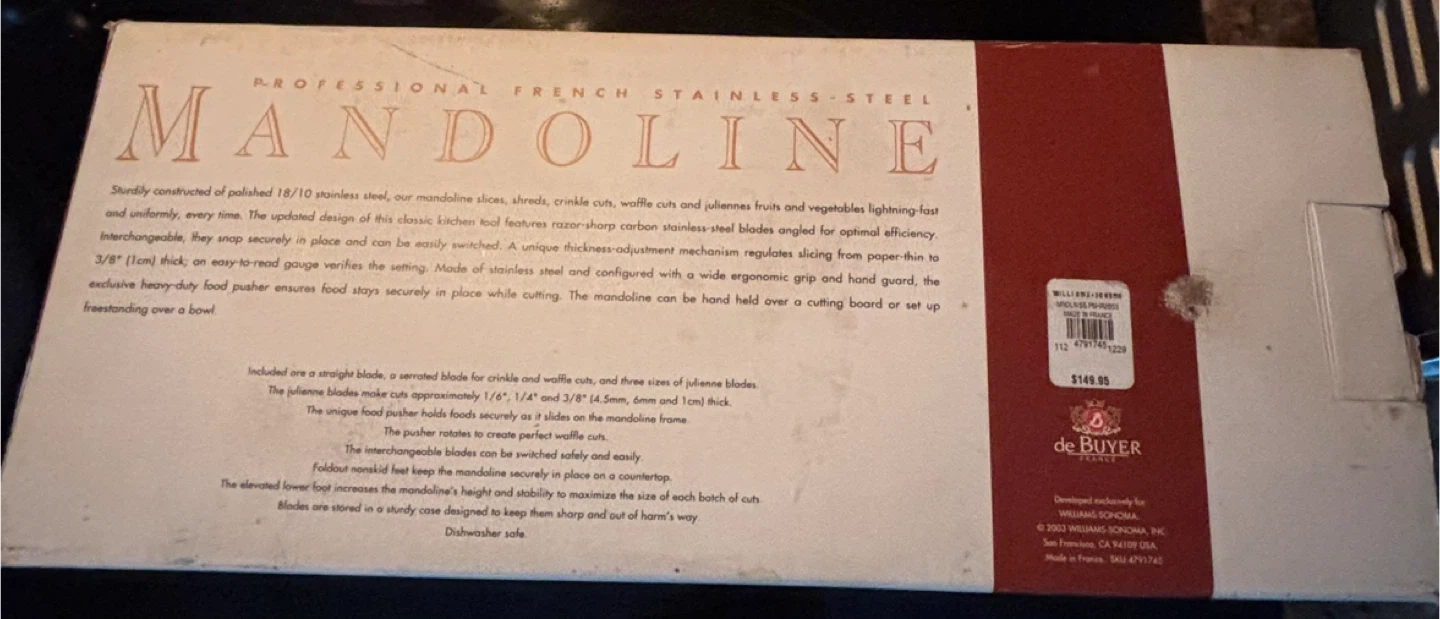 PROFESSIONAL FRENCH STAINLESS-STEEL
MANDOLINE
Sturdily constructed of polished 18/10 stainless steel, our mandoline slices, shreds, crinkle cuts, waffle cuts and juliennes fruits and vegetables lightning-fast
and uniformly, every time. The updated design of this classic kitchen tool features razor-sharp carbon stainless-steel blades angled for optimal efficiency.
Interchangeable, they snap securely in place and can be easily switched. A unique thickness-adjustment mechanism regulates slicing from paper-thin to
3/8" (1cm) thick; an easy-to-read gauge verifies the setting. Made of stainless steel and configured with a wide ergonomic grip and hand guard, the
exclusive heavy-duty food pusher ensures food stays securely in place while cutting. The mandoline can be hand held over a cutting board or set up
freestanding over a bowl.
Included are a straight blade, a serrated blade for crinkle and waffle cuts, and three sizes of julienne blades.
The julienne blades make cuts approximately 1/6", 1/4" and 3/8" (4.5mm, 6mm and 1cm) thick.
The unique food pusher holds foods securely as it slides on the mandoline frame.
The pusher rotates to create perfect waffle cuts.
The interchangeable blades can be switched safely and easily.
Foldout nonskid feet keep the mandoline securely in place on a countertop.
The elevated lower foot increases the mandoline's height and stability to maximize the size of each batch of cuts.
Blades are stored in a sturdy case designed to keep them sharp and out of harm's way.
Dishwasher safe.
WILLIAMS-SONOMA
MADE IN FRANCE
112 4791745 1229
$149.95
de BUYER
FRANCE
Developed exclusively for
WILLIAMS-SONOMA.
© 2003 WILLIAMS-SONOMA, INC.
San Francisco, CA 94109 USA.
Made in France. SKU 4791745